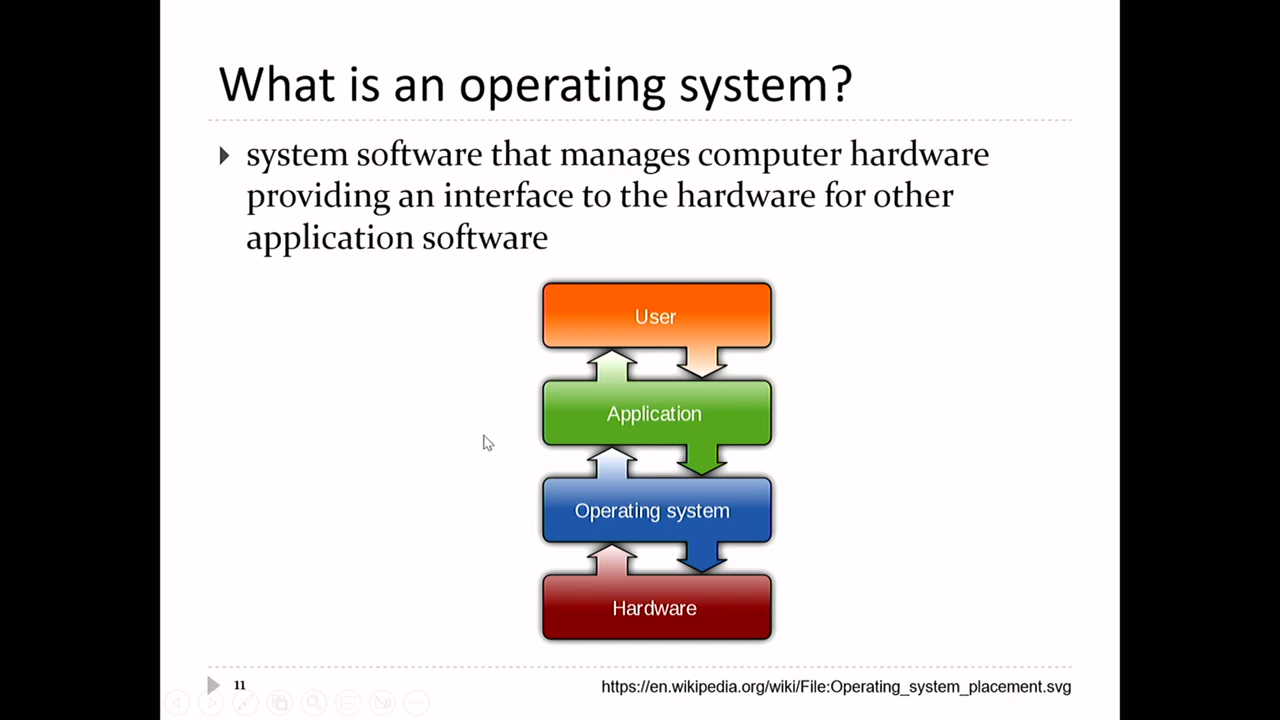 What is an operating system?
system software that manages computer hardware
providing an interface to the hardware for other
application software
User
Application
Operating system
Hardware
11
https://en.wikipedia.org/wiki/File:Operating_system_placement.svg